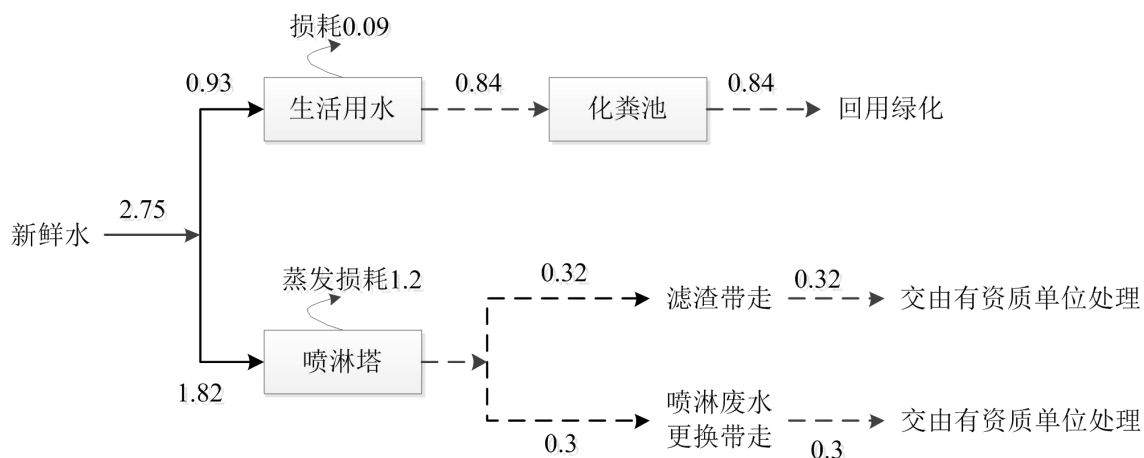 损耗0.09
0.93
生活用水
0.84
化粪池
0.84
回用绿化
新鲜水
2.75
蒸发损耗1.2
1.82
喷淋塔
0.32
滤渣带走
0.32
交由有资质单位处理
0.3
喷淋废水
更换带走
0.3
交由有资质单位处理